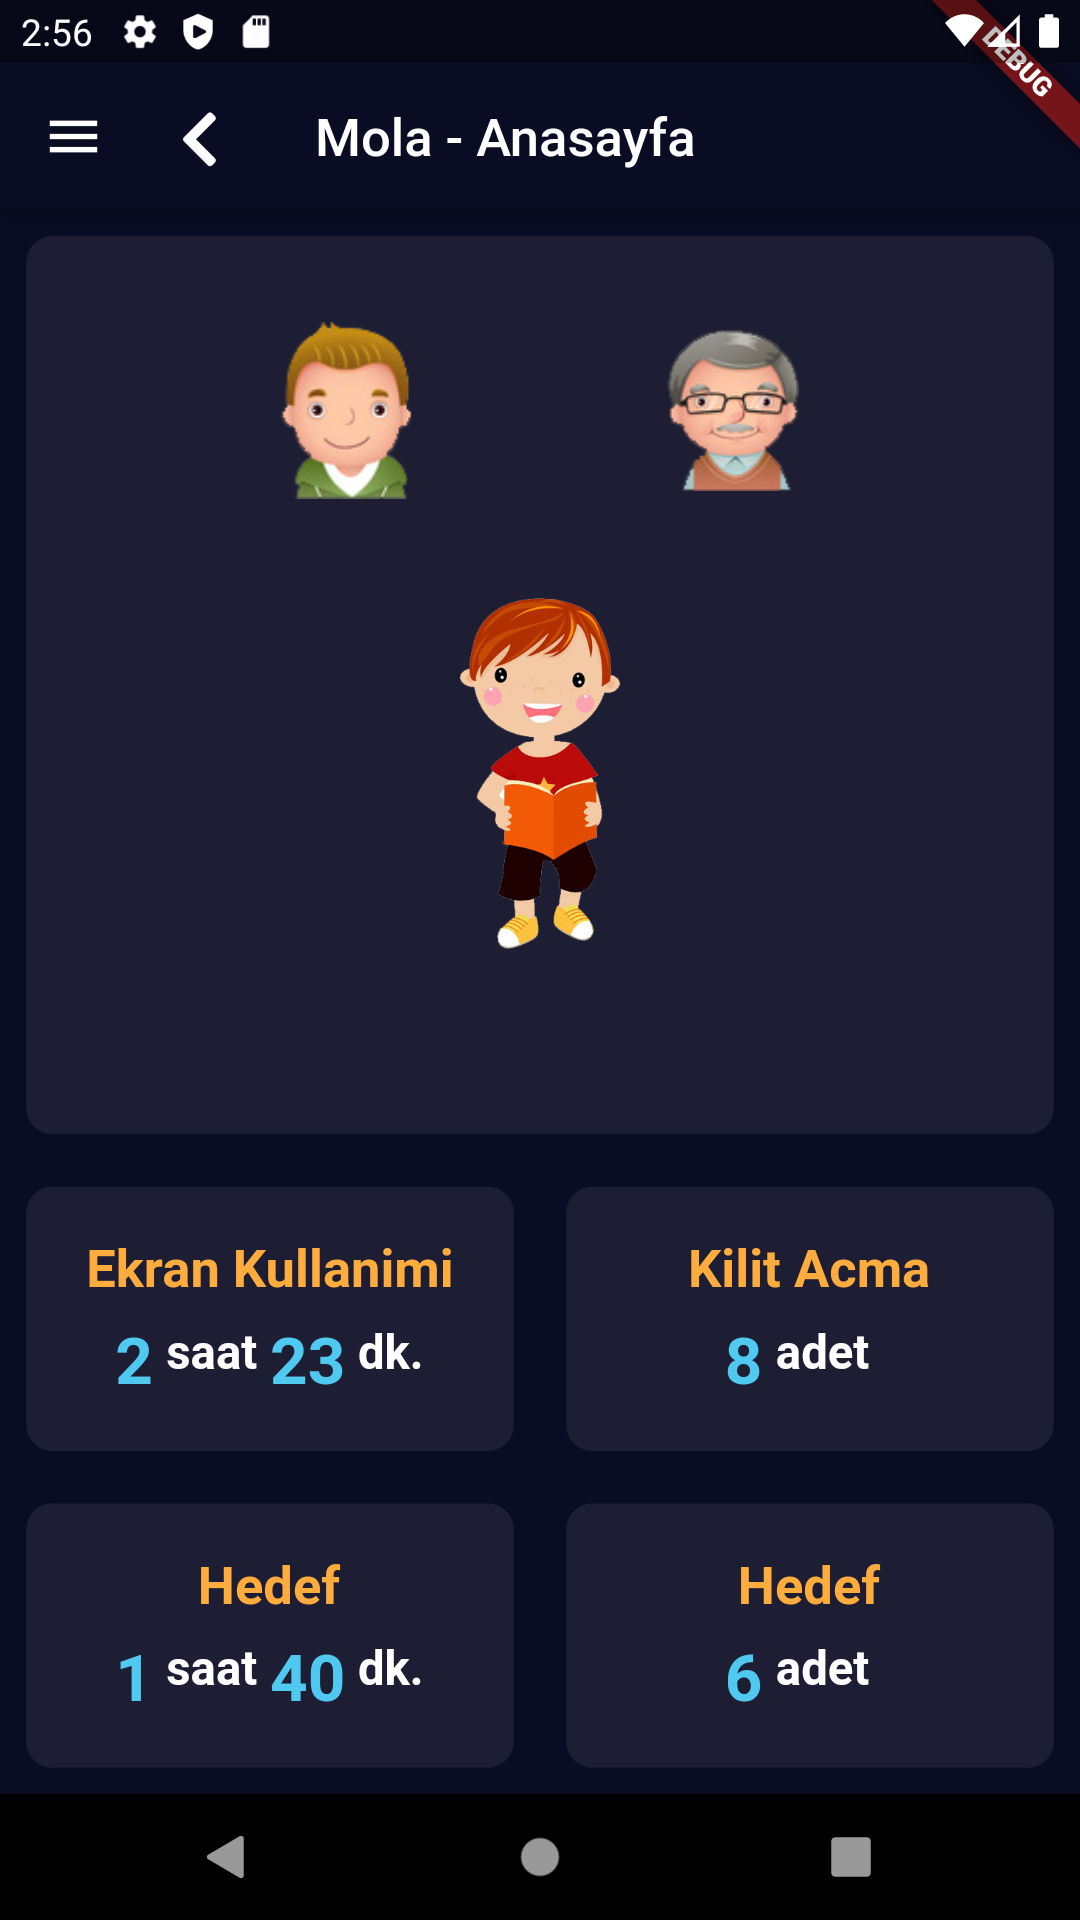 2:56
DEBUG
Mola - Anasayfa
Ekran Kullanimi
2 saat 23 dk.
Kilit Acma
8 adet
Hedef
1 saat 40 dk.
Hedef
6 adet